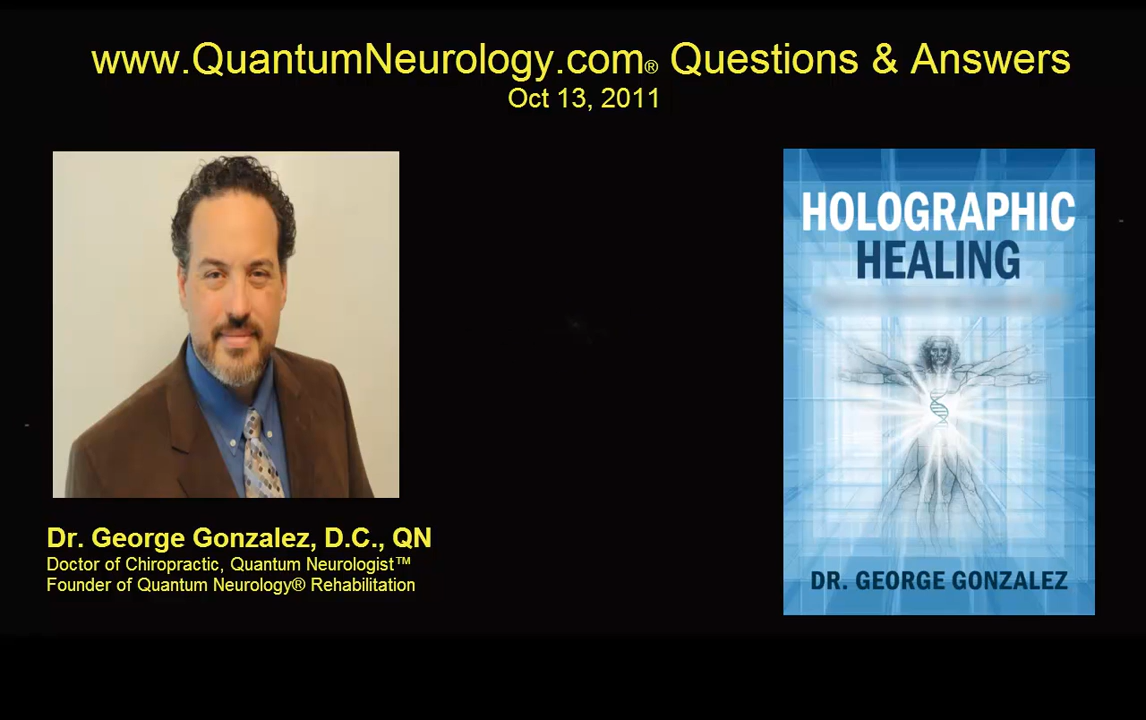 www.QuantumNeurology.com® Questions & Answers
Oct 13, 2011
HOLOGRAPHIC
HEALING
DR. GEORGE GONZALEZ
Dr. George Gonzalez, D.C., QN
Doctor of Chiropractic, Quantum Neurologist™
Founder of Quantum Neurology® Rehabilitation